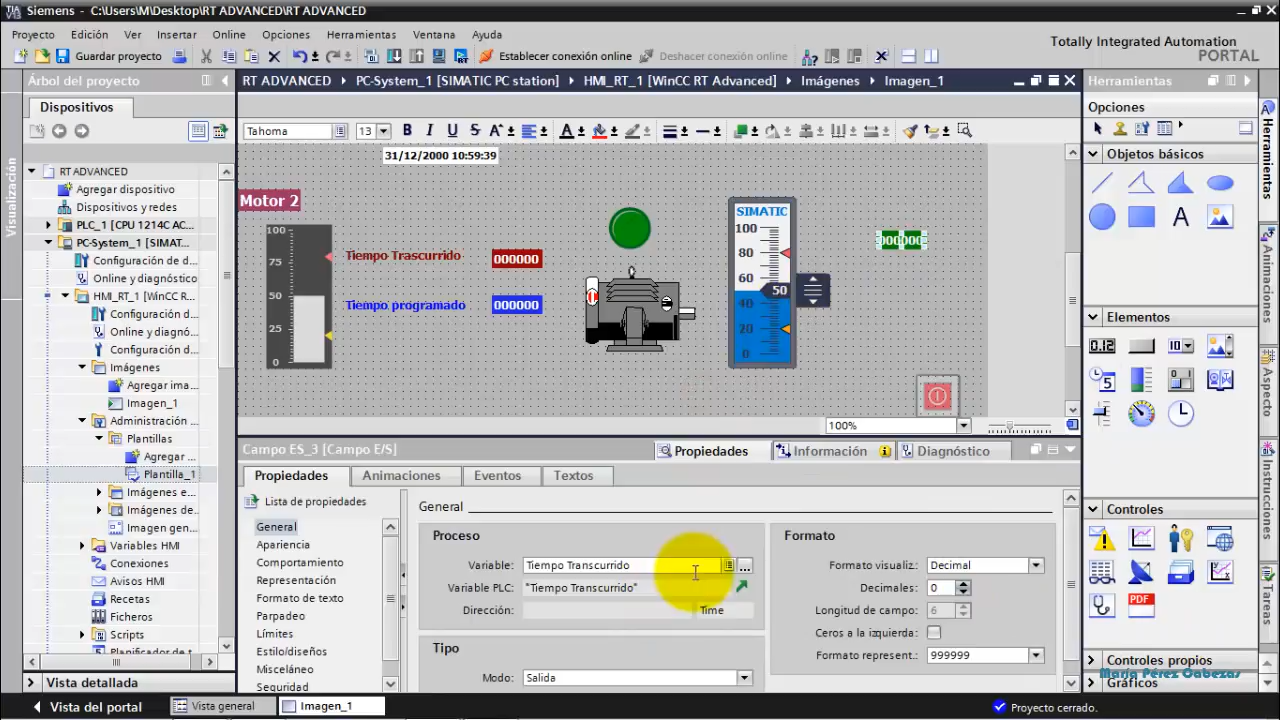 Siemens - C:\Users\M\Desktop\RT ADVANCED\RT ADVANCED
Proyecto Edición Ver Insertar Online Opciones Herramientas Ventana Ayuda
Totally Integrated Automation
PORTAL
Guardar proyecto
Establecer conexión online
Deshacer conexión online
Árbol del proyecto
RT ADVANCED PC-System_1 [SIMATIC PC station] HMI_RT_1 [WinCC RT Advanced] Imágenes Imagen_1
Herramientas
Dispositivos
Opciones
Visualización
Tahoma 13 B I U S A A
RT ADVANCED
Agregar dispositivo
Dispositivos y redes
PLC_1 [CPU 1214C AC...
PC-System_1 [SIMAT...
Configuración de d...
Online y diagnósti...
HMI_RT_1 [WinCC R...
Configuración d...
Online y diagnó...
Configuración d...
Imágenes
Agregar ima...
Imagen_1
Administración ...
Plantillas
Agregar ...
Plantilla_1
Imágenes e...
Imágenes de...
Imagen gen...
Variables HMI
Conexiones
Avisos HMI
Recetas
Ficheros
Scripts
Planificador de t...
Vista detallada
31/12/2000 10:59:39
Motor 2
100
75
50
25
0
Tiempo Trascurrido
000000
Tiempo programado
000000
SIMATIC
100
80
60
50
40
20
0
000000
100%
Campo ES_3 [Campo E/S]
Propiedades Información Diagnóstico
Propiedades Animaciones Eventos Textos
Lista de propiedades
General
Apariencia
Comportamiento
Representación
Formato de texto
Parpadeo
Límites
Estilo/diseños
Misceláneo
Seguridad
General
Proceso
Variable: Tiempo Transcurrido
Variable PLC: "Tiempo Transcurrido"
Dirección: Time
Tipo
Modo: Salida
Formato
Formato visualiz.: Decimal
Decimales: 0
Longitud de campo: 6
Ceros a la izquierda:
Formato represent.: 999999
Objetos básicos
A
Elementos
0.12
10
5
Controles
PDF
Controles propios
María Pérez Cabezas
Gráficos
Herramientas
Animaciones
Aspecto
Instrucciones
Tareas
Vista del portal
Vista general
Imagen_1
Proyecto cerrado.